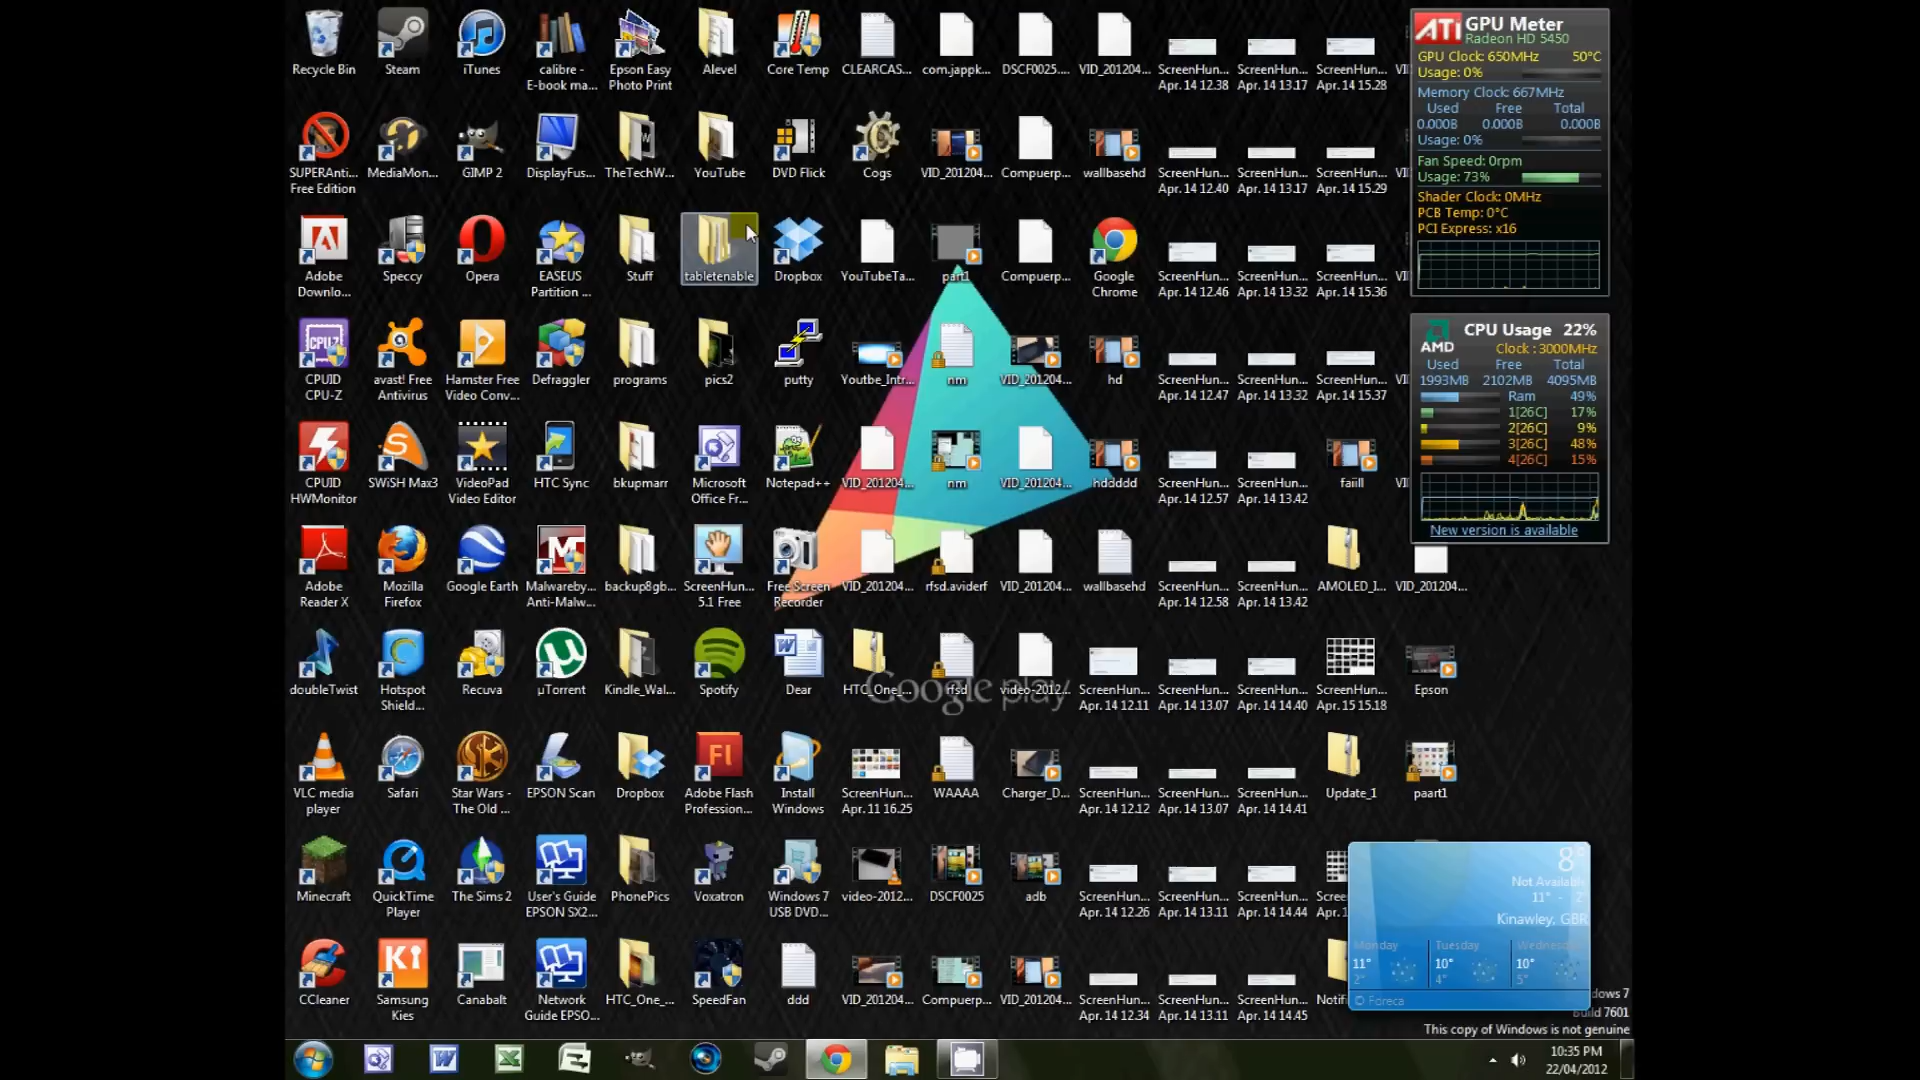 Recycle Bin
Steam
iTunes
calibre -
E-book ma...
Epson Easy
Photo Print
Alevel
Core Temp
CLEARCAS...
com.jappk...
DSCF0025....
VID_201204...
ScreenHun...
Apr. 14 12.38
ScreenHun...
Apr. 14 13.17
ScreenHun...
Apr. 14 15.28
SUPERAnti...
Free Edition
MediaMon...
GIMP 2
DisplayFus...
TheTechW...
YouTube
DVD Flick
Cogs
VID_201204...
Compuerp...
wallbasehd
ScreenHun...
Apr. 14 12.40
ScreenHun...
Apr. 14 13.17
ScreenHun...
Apr. 14 15.29
Adobe
Downlo...
Speccy
Opera
EASEUS
Partition ...
Stuff
tabletenable
Dropbox
YouTubeTa...
part1
Compuerp...
Google
Chrome
ScreenHun...
Apr. 14 12.46
ScreenHun...
Apr. 14 13.32
ScreenHun...
Apr. 14 15.36
CPUID
CPU-Z
avast! Free
Antivirus
Hamster Free
Video Conv...
Defraggler
programs
pics2
putty
Youtbe_Intr...
nm
VID_201204...
hd
ScreenHun...
Apr. 14 12.47
ScreenHun...
Apr. 14 13.32
ScreenHun...
Apr. 14 15.37
CPUID
HWMonitor
SWiSH Max3
VideoPad
Video Editor
HTC Sync
bkupmarr
Microsoft
Office Fr...
Notepad++
VID_201204...
nm
VID_201204...
hddddd
ScreenHun...
Apr. 14 12.57
ScreenHun...
Apr. 14 13.42
faiill
Adobe
Reader X
Mozilla
Firefox
Google Earth
Malwareby...
Anti-Malw...
backup8gb...
ScreenHun...
5.1 Free
Free Screen
Recorder
VID_201204...
rfsd.aviderf
VID_201204...
wallbasehd
ScreenHun...
Apr. 14 12.58
ScreenHun...
Apr. 14 13.42
AMOLED_I...
VID_201204...
doubleTwist
Hotspot
Shield...
Recuva
µTorrent
Kindle_Wal...
Spotify
Dear
HTC_One_...
rfsd
video-2012...
ScreenHun...
Apr. 14 12.11
ScreenHun...
Apr. 14 13.07
ScreenHun...
Apr. 14 14.40
ScreenHun...
Apr. 15 15.18
Epson
Google play
VLC media
player
Safari
Star Wars -
The Old ...
EPSON Scan
Dropbox
Adobe Flash
Profession...
Install
Windows
ScreenHun...
Apr. 11 16.25
WAAAA
Charger_D...
ScreenHun...
Apr. 14 12.12
ScreenHun...
Apr. 14 13.07
ScreenHun...
Apr. 14 14.41
Update_1
paart1
Minecraft
QuickTime
Player
The Sims 2
User's Guide
EPSON SX2...
PhonePics
Voxatron
Windows 7
USB DVD...
video-2012...
DSCF0025
adb
ScreenHun...
Apr. 14 12.26
ScreenHun...
Apr. 14 13.11
ScreenHun...
Apr. 14 14.44
CCleaner
Samsung
Kies
Canabalt
Network
Guide EPSO...
HTC_One_...
SpeedFan
ddd
VID_201204...
Compuerp...
VID_201204...
ScreenHun...
Apr. 14 12.34
ScreenHun...
Apr. 14 13.11
ScreenHun...
Apr. 14 14.45
ATI GPU Meter
Radeon HD 5450
GPU Clock: 650MHz 50°C
Usage: 0%
Memory Clock: 667MHz
Used Free Total
0.000B 0.000B 0.000B
Usage: 0%
Fan Speed: 0rpm
Usage: 73%
Shader Clock: 0MHz
PCB Temp: 0°C
PCI Express: x16
AMD CPU Usage 22%
Clock : 3000MHz
Used Free Total
1993MB 2102MB 4095MB
Ram 49%
1[26C] 17%
2[26C] 9%
3[26C] 48%
4[26C] 15%
New version is available
8°
Not Available
11° - 2°
Kinawley, GBR
Monday Tuesday Wednesday
11° 10° 10°
2° 4° 5°
© Foreca
Build 7601
This copy of Windows is not genuine
10:35 PM
22/04/2012